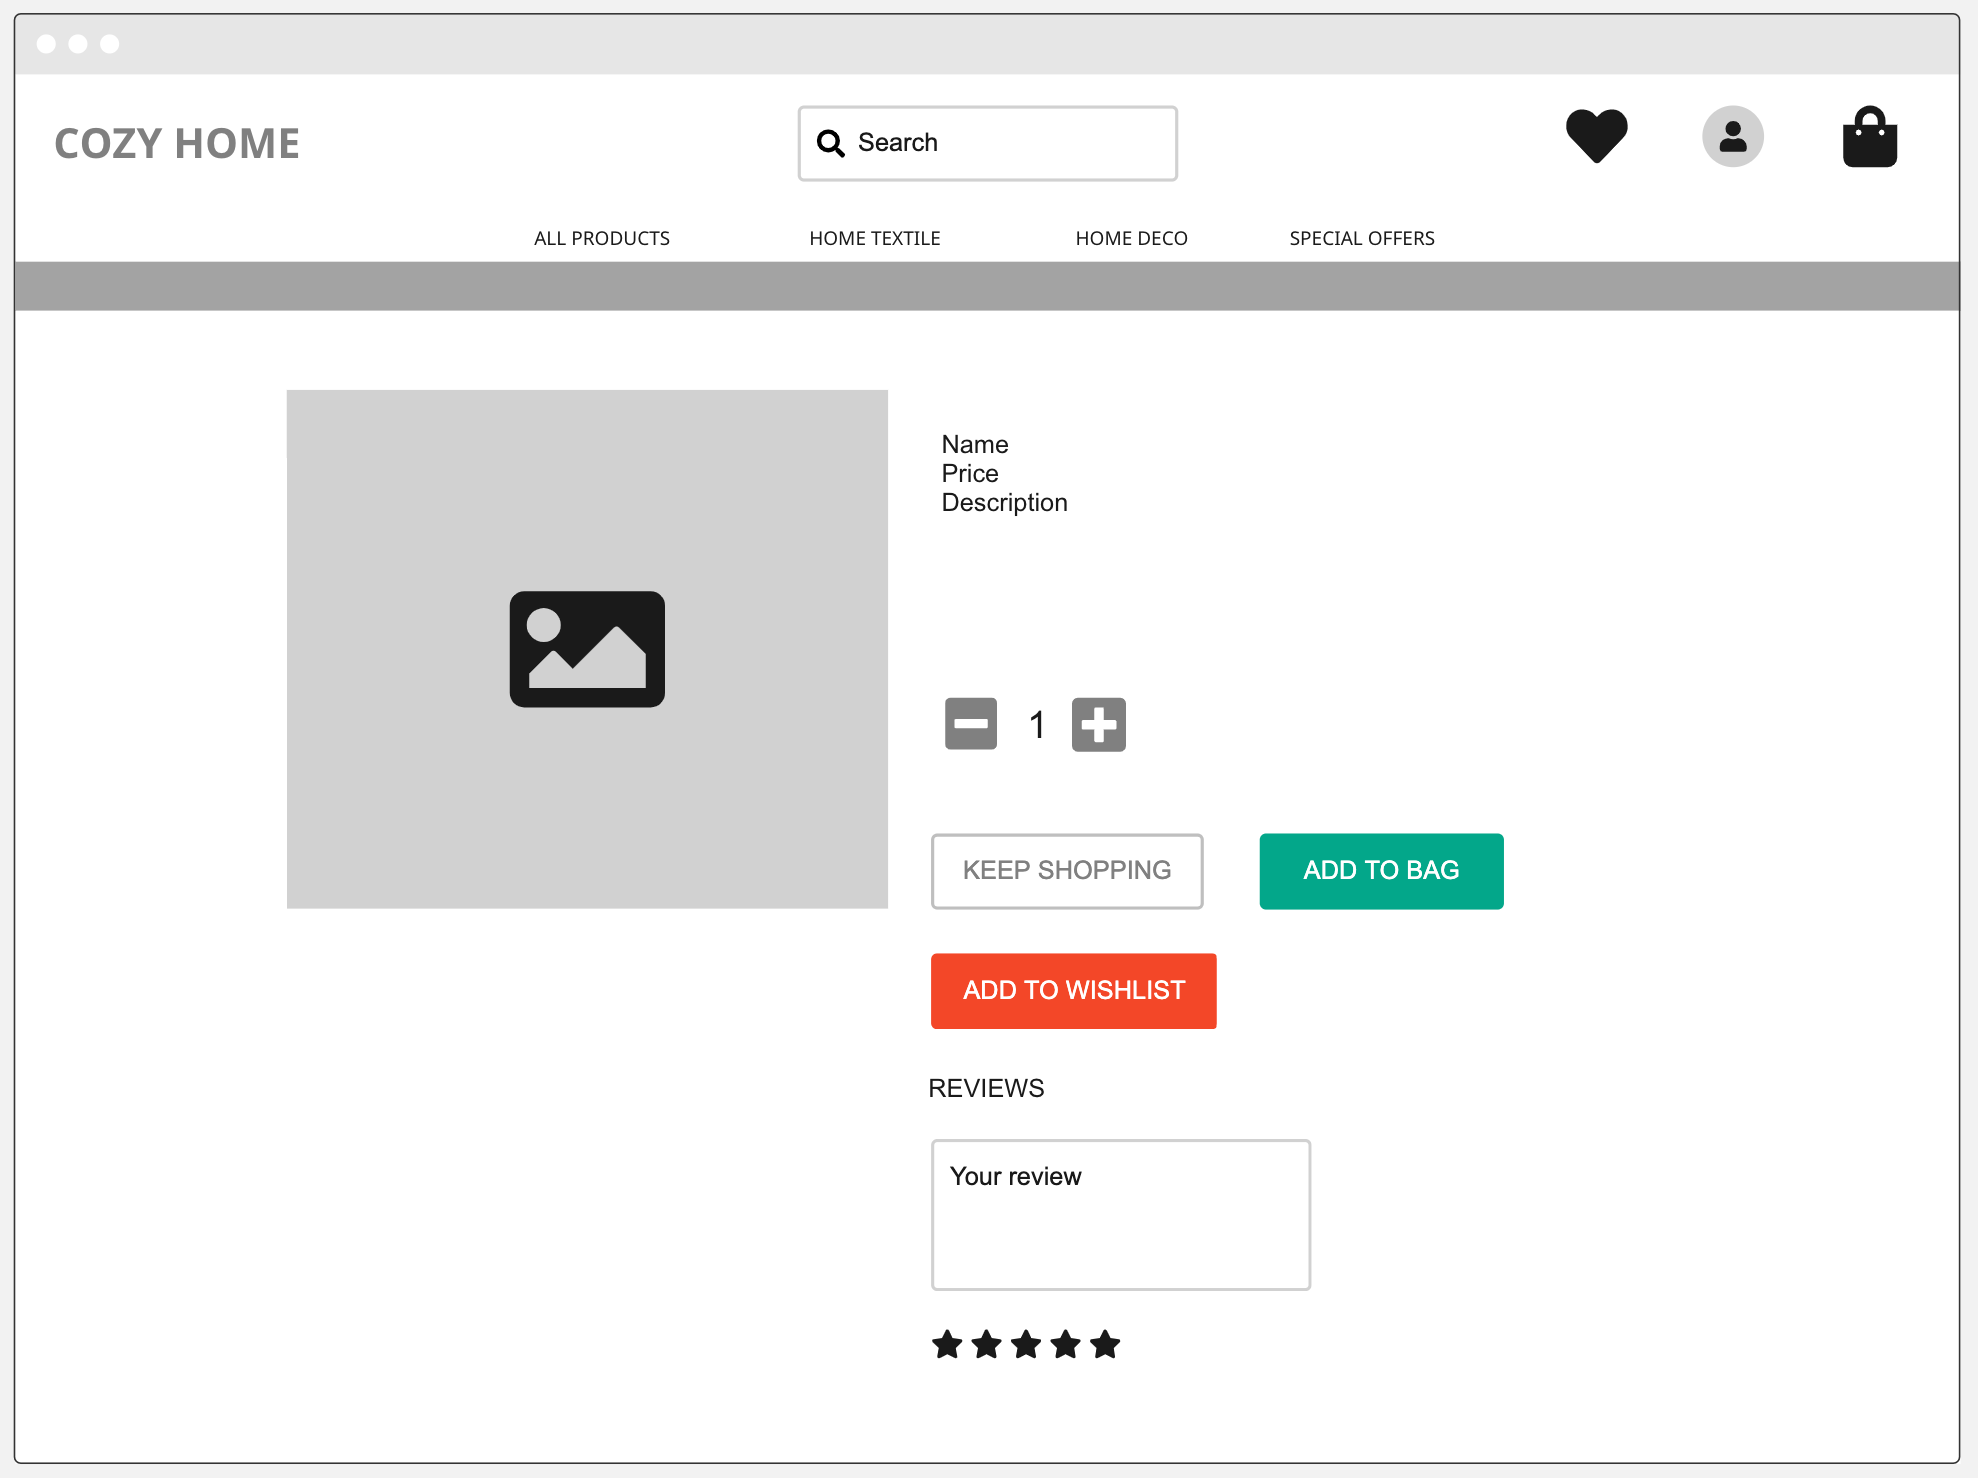 COZY HOME
Search
ALL PRODUCTS
HOME TEXTILE
HOME DECO
SPECIAL OFFERS
Name
Price
Description
1
KEEP SHOPPING
ADD TO BAG
ADD TO WISHLIST
REVIEWS
Your review